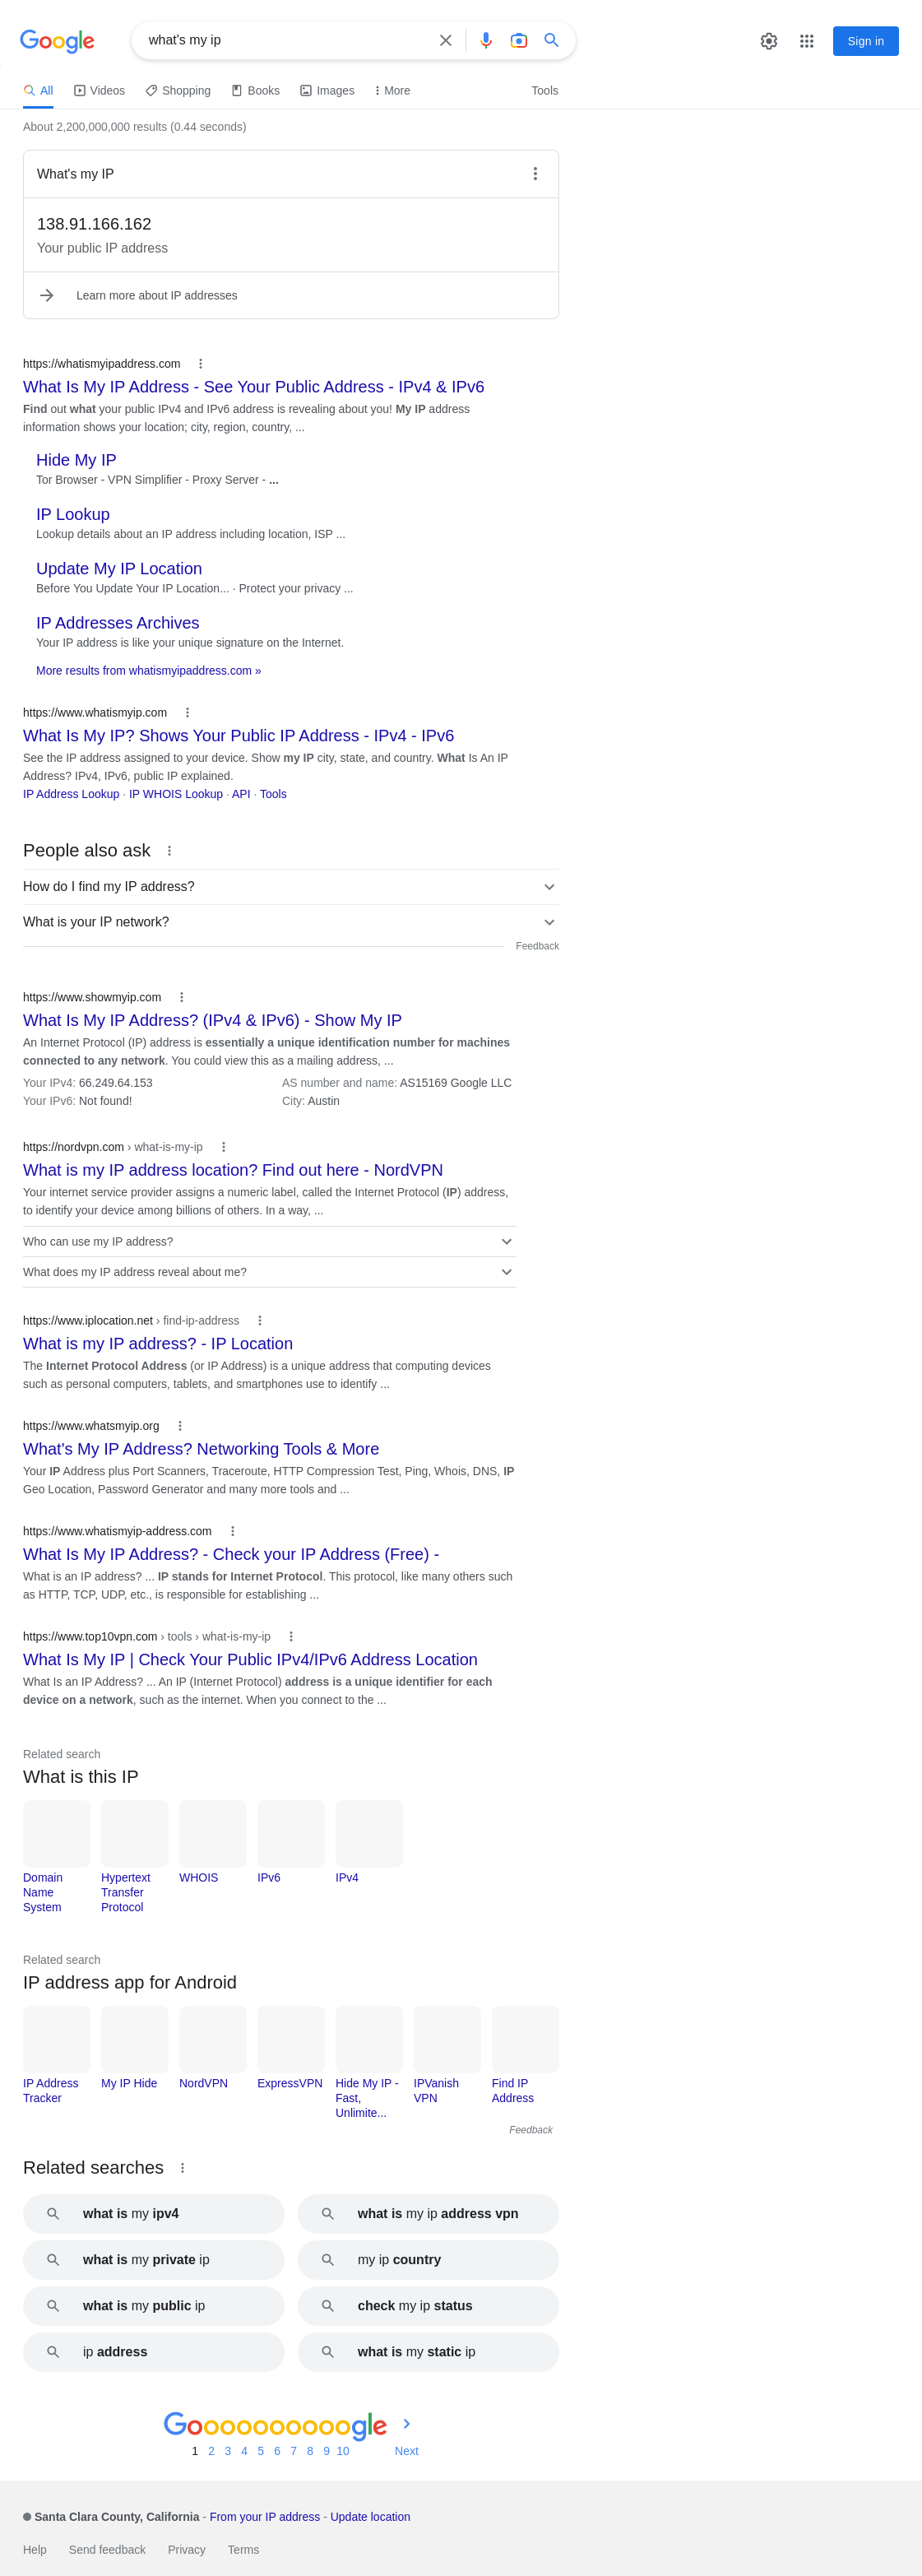 Google
what's my ip
Sign in
All
Videos
Shopping
Books
Images
More
Tools
About 2,200,000,000 results (0.44 seconds)
What's my IP
138.91.166.162
Your public IP address
Learn more about IP addresses
https://whatismyipaddress.com
What Is My IP Address - See Your Public Address - IPv4 & IPv6
Find out what your public IPv4 and IPv6 address is revealing about you! My IP address
information shows your location; city, region, country, ...
Hide My IP
Tor Browser - VPN Simplifier - Proxy Server - ...
IP Lookup
Lookup details about an IP address including location, ISP ...
Update My IP Location
Before You Update Your IP Location... · Protect your privacy ...
IP Addresses Archives
Your IP address is like your unique signature on the Internet.
More results from whatismyipaddress.com »
https://www.whatismyip.com
What Is My IP? Shows Your Public IP Address - IPv4 - IPv6
See the IP address assigned to your device. Show my IP city, state, and country. What Is An IP
Address? IPv4, IPv6, public IP explained.
IP Address Lookup · IP WHOIS Lookup · API · Tools
People also ask
How do I find my IP address?
What is your IP network?
Feedback
https://www.showmyip.com
What Is My IP Address? (IPv4 & IPv6) - Show My IP
An Internet Protocol (IP) address is essentially a unique identification number for machines
connected to any network. You could view this as a mailing address, ...
Your IPv4: 66.249.64.153
AS number and name: AS15169 Google LLC
Your IPv6: Not found!
City: Austin
https://nordvpn.com › what-is-my-ip
What is my IP address location? Find out here - NordVPN
Your internet service provider assigns a numeric label, called the Internet Protocol (IP) address,
to identify your device among billions of others. In a way, ...
Who can use my IP address?
What does my IP address reveal about me?
https://www.iplocation.net › find-ip-address
What is my IP address? - IP Location
The Internet Protocol Address (or IP Address) is a unique address that computing devices
such as personal computers, tablets, and smartphones use to identify ...
https://www.whatsmyip.org
What's My IP Address? Networking Tools & More
Your IP Address plus Port Scanners, Traceroute, HTTP Compression Test, Ping, Whois, DNS, IP
Geo Location, Password Generator and many more tools and ...
https://www.whatismyip-address.com
What Is My IP Address? - Check your IP Address (Free) -
What is an IP address? ... IP stands for Internet Protocol. This protocol, like many others such
as HTTP, TCP, UDP, etc., is responsible for establishing ...
https://www.top10vpn.com › tools › what-is-my-ip
What Is My IP | Check Your Public IPv4/IPv6 Address Location
What Is an IP Address? ... An IP (Internet Protocol) address is a unique identifier for each
device on a network, such as the internet. When you connect to the ...
Related search
What is this IP
Domain
Name
System
Hypertext
Transfer
Protocol
WHOIS
IPv6
IPv4
Related search
IP address app for Android
IP Address
Tracker
My IP Hide
NordVPN
ExpressVPN
Hide My IP -
Fast,
Unlimite...
IPVanish
VPN
Find IP
Address
Feedback
Related searches
what is my ipv4
what is my ip address vpn
what is my private ip
my ip country
what is my public ip
check my ip status
ip address
what is my static ip
Goooooooooogle
1 2 3 4 5 6 7 8 9 10 Next
Santa Clara County, California - From your IP address - Update location
Help
Send feedback
Privacy
Terms